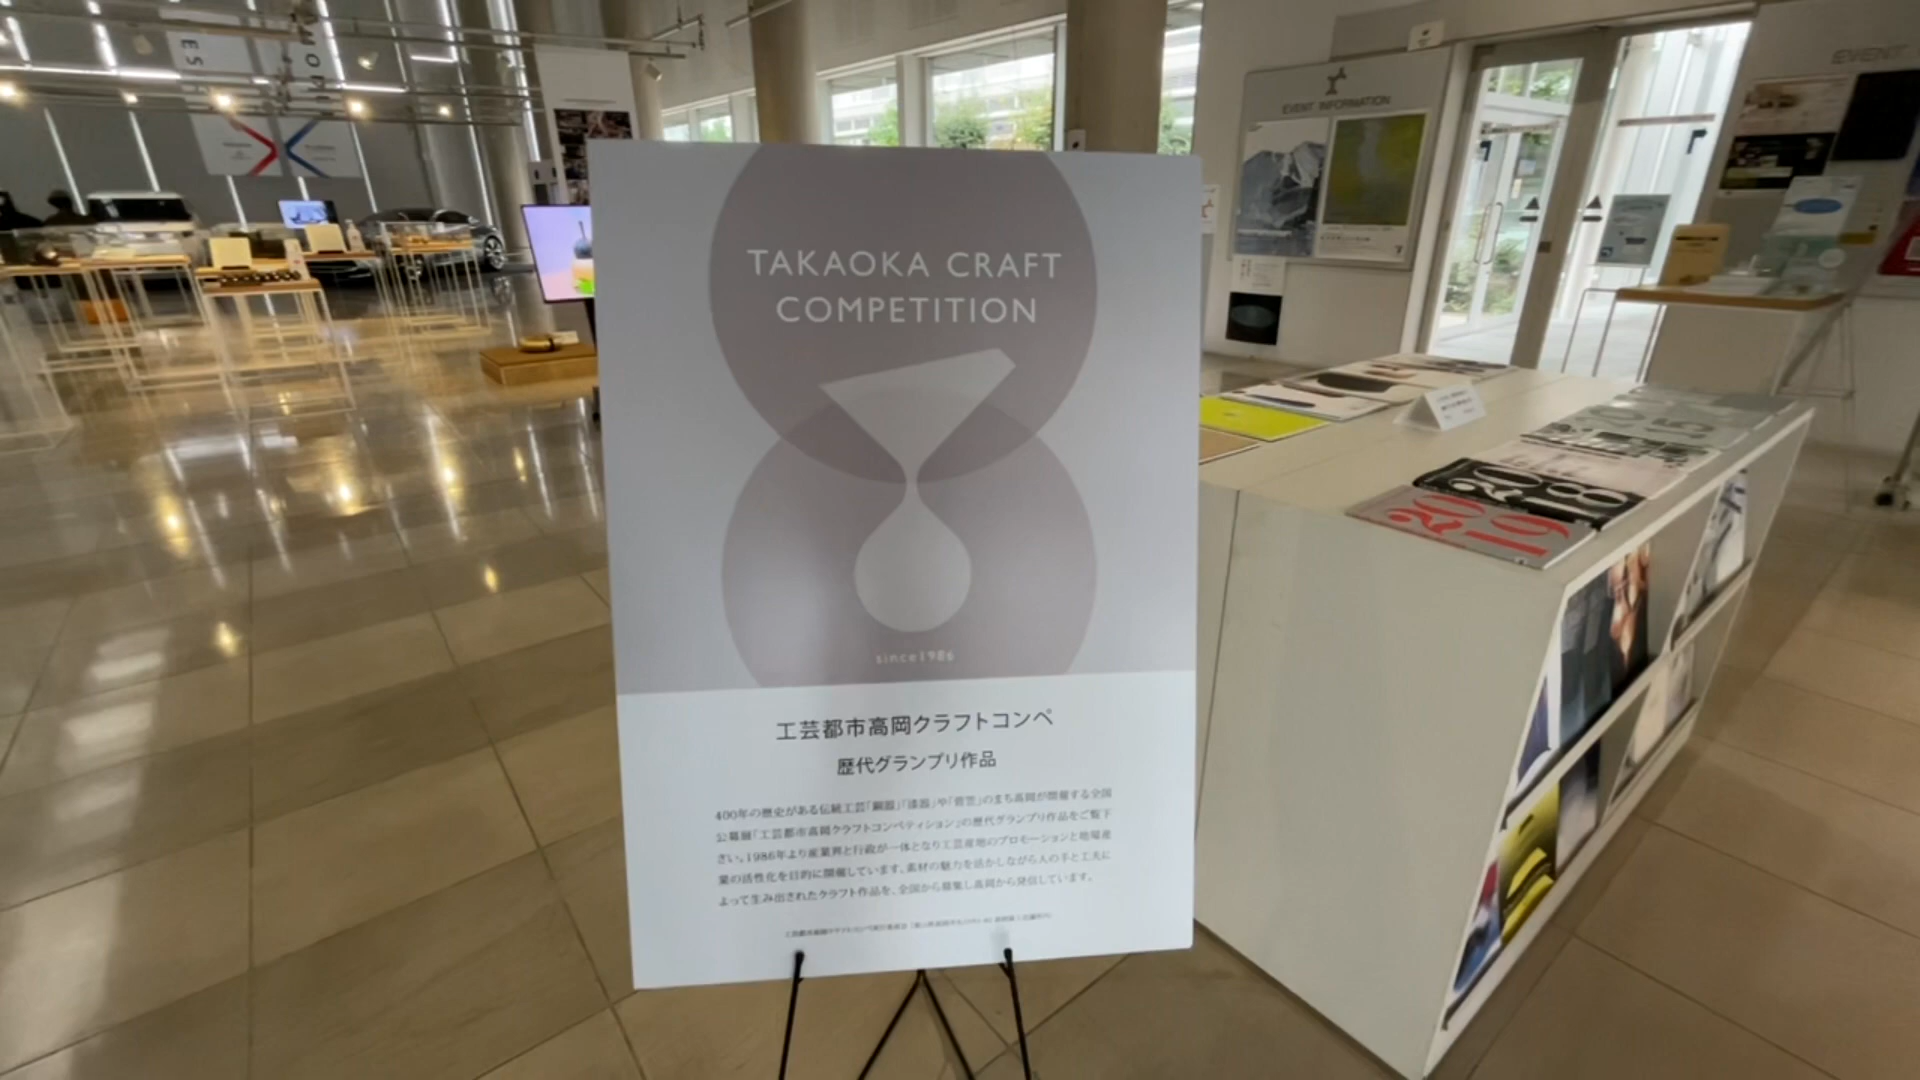 TAKAOKA CRAFT
COMPETITION
since1986
工芸都市高岡クラフトコンペ
歴代グランプリ作品
400年の歴史がある伝統工芸「銅器」「漆器」や「菅笠」のまち高岡が開催する全国
公募展「工芸都市高岡クラフトコンペティション」の歴代グランプリ作品をご覧下
さい。1986年より産業界と行政が一体となり工芸産地のプロモーションと地場産
業の活性化を目的に開催しています。素材の魅力を活かしながら人の手と工夫に
よって生み出されたクラフト作品を、全国から募集し高岡から発信しています。
EVENT INFORMATION
EVENT
ES
2018
2019